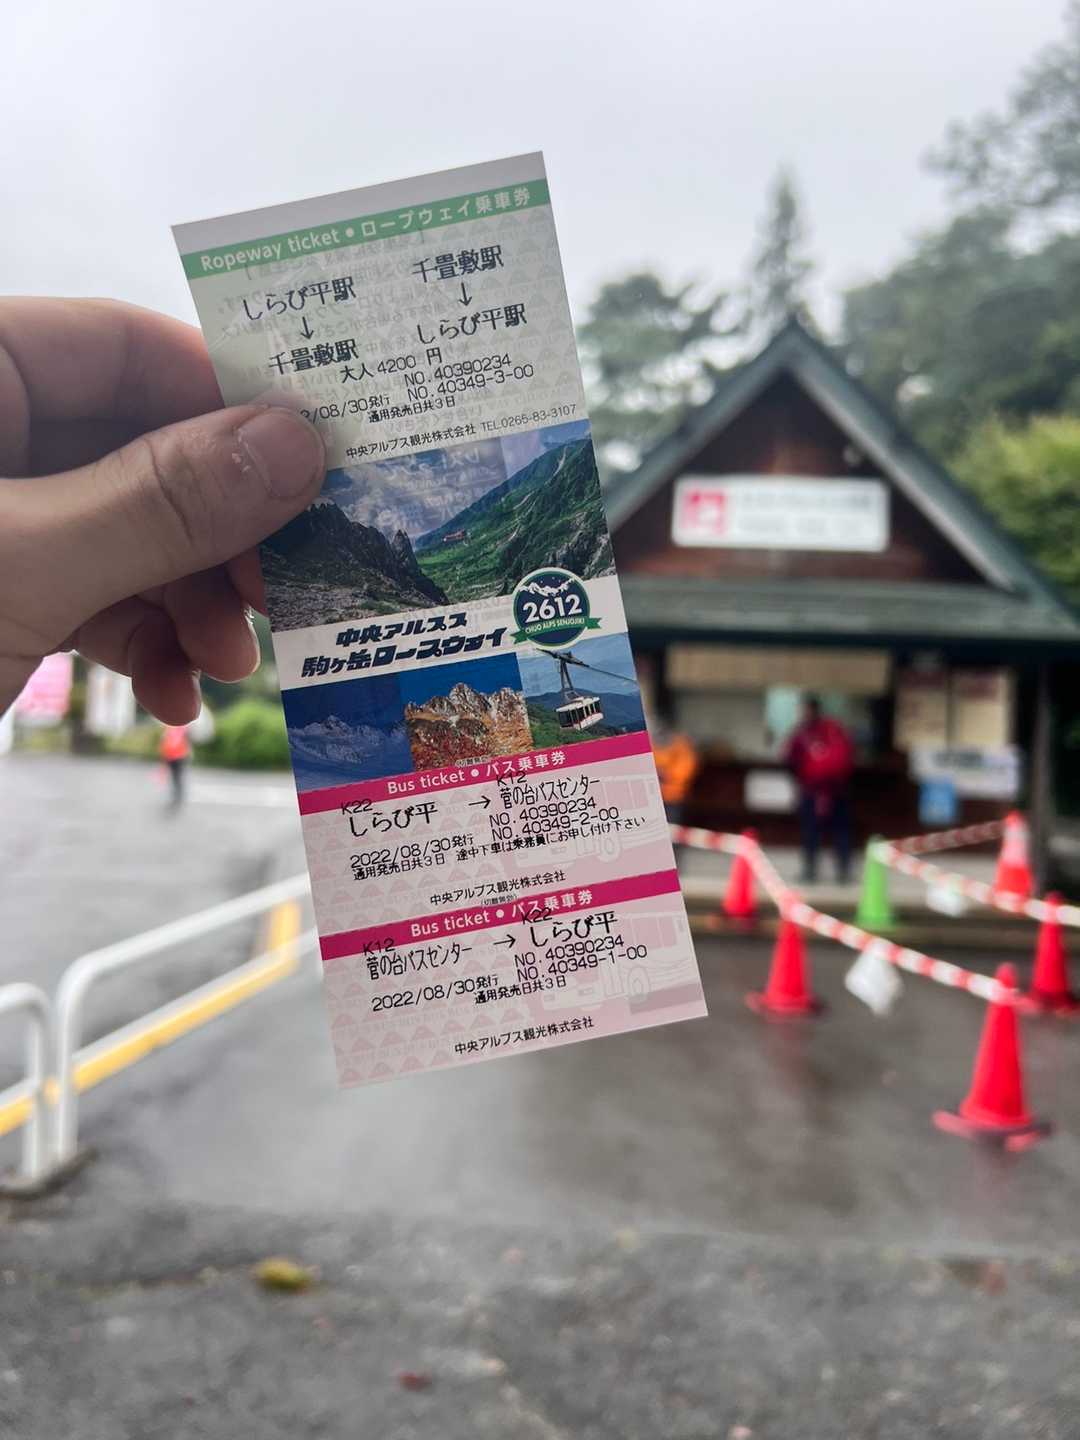 Ropeway ticket • ロープウェイ乗車券
しらび平駅 千畳敷駅
↓ ↓
千畳敷駅 しらび平駅
大人 4200 円
NO.40390234
/08/30発行 NO.40349-3-00
通用発売日共3日
中央アルプス観光株式会社 TEL.0265-83-3107
2612
CHUO ALPS SENJOJIKI
中央アルプス
駒ヶ岳ロープウェイ
(切離無効)
Bus ticket • バス乗車券
K22 K12
しらび平 → 菅の台バスセンター
NO.40390234
2022/08/30発行 NO.40349-2-00
通用発売日共3日 途中下車は乗務員にお申し付け下さい
中央アルプス観光株式会社
(切離無効)
Bus ticket • バス乗車券
K12 K22
菅の台バスセンター → しらび平
NO.40390234
2022/08/30発行 NO.40349-1-00
通用発売日共3日
中央アルプス観光株式会社